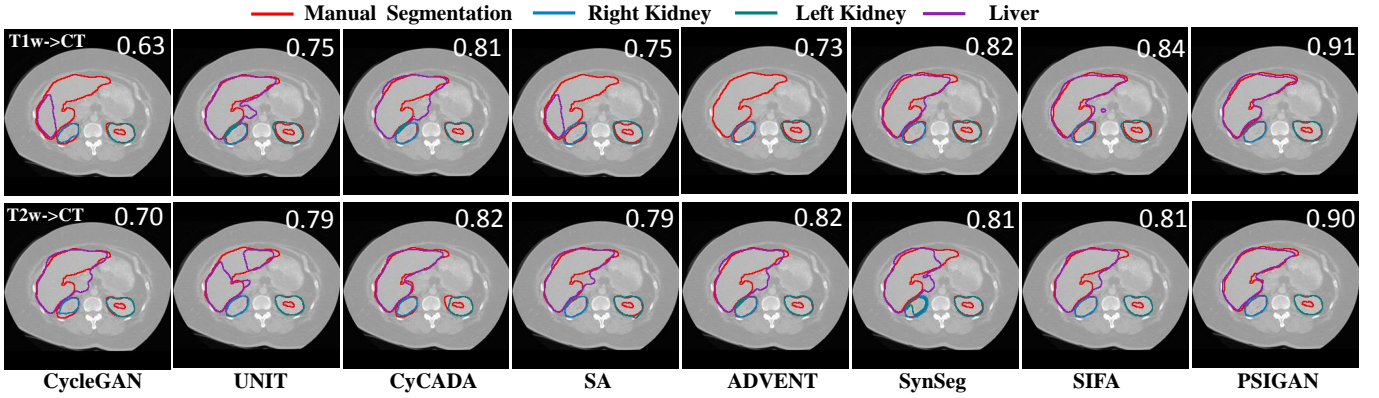 Manual Segmentation Right Kidney Left Kidney Liver
T1w->CT 0.63 0.75 0.81 0.75 0.73 0.82 0.84 0.91
T2w->CT 0.70 0.79 0.82 0.79 0.82 0.81 0.81 0.90
CycleGAN UNIT CyCADA SA ADVENT SynSeg SIFA PSIGAN